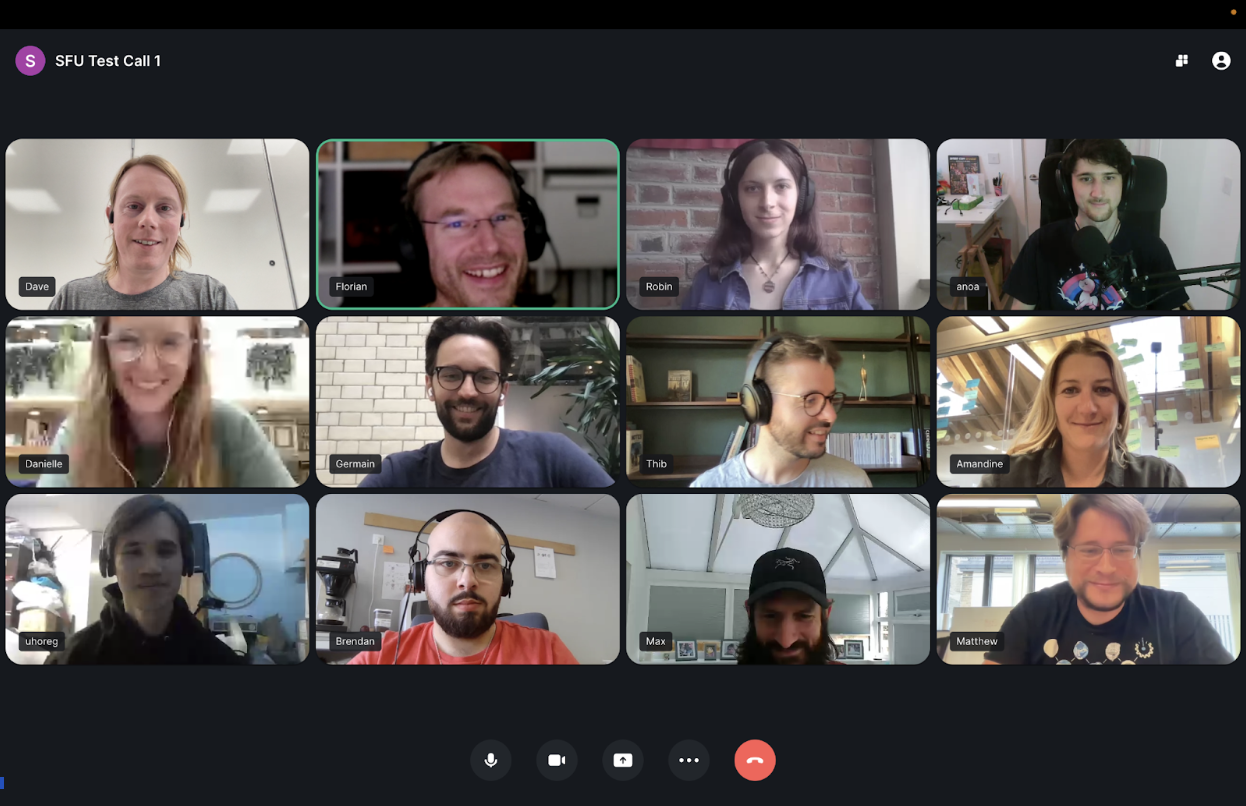 S SFU Test Call 1
Dave
Florian
Robin
anoa
Danielle
Germain
Thib
Amandine
uhoreg
Brendan
Max
Matthew